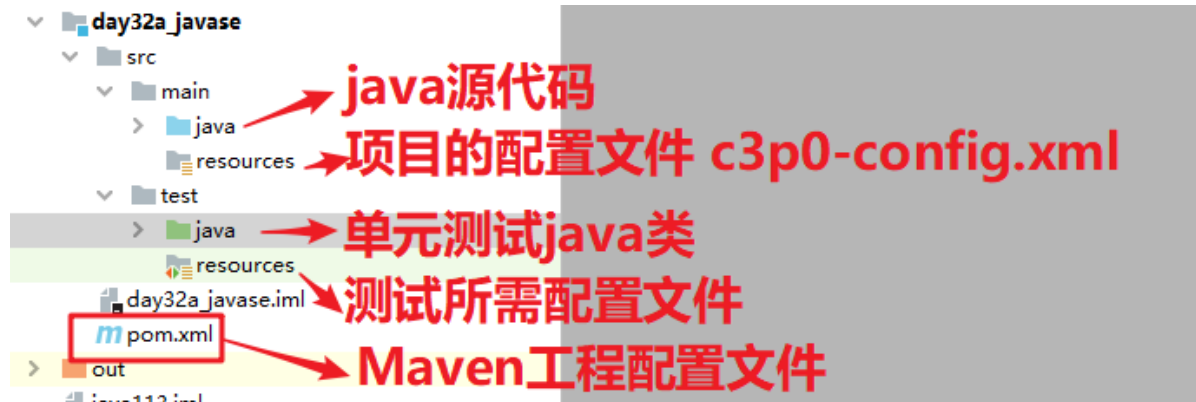 day32a_javase
src
main
java源代码
java
项目的配置文件 c3p0-config.xml
resources
test
java
单元测试java类
resources
测试所需配置文件
day32a_javase.iml
m pom.xml
Maven工程配置文件
out